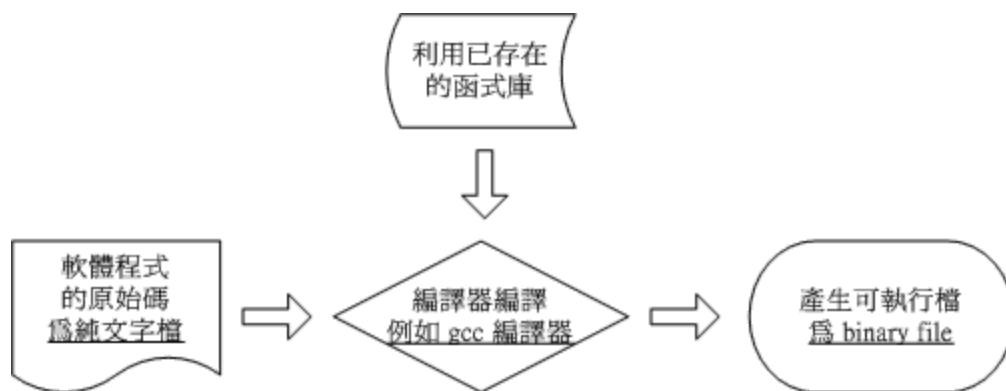 利用已存在
的函式庫
軟體程式
的原始碼
爲純文字檔
編譯器編譯
例如 gcc 編譯器
產生可執行檔
爲 binary file